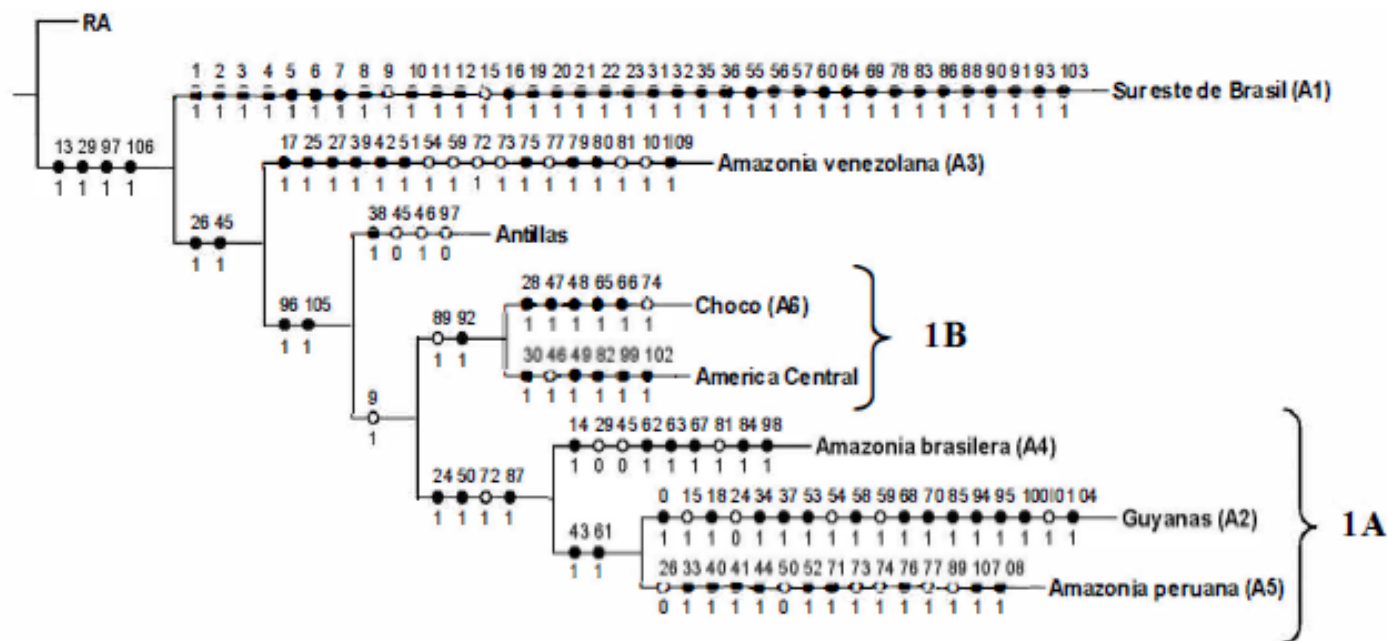 RA
1 2 3 4 5 6 7 8 9 10 11 12 15 16 19 20 21 22 23 31 32 35 36 55 56 57 60 64 69 78 83 86 88 90 91 93 103
Sureste de Brasil (A1)
1 1 1 1 1 1 1 1 1 1 1 1 1 1 1 1 1 1 1 1 1 1 1 1 1 1 1 1 1 1 1 1 1 1 1 1 1
13 29 97 106
1 1 1 1
17 25 27 39 42 51 54 59 72 73 75 77 79 80 81 101 109
Amazonia venezolana (A3)
1 1 1 1 1 1 1 1 1 1 1 1 1 1 1 1 1
26 45
1 1
38 45 46 97
Antillas
1 0 1 0
96 105
1 1
28 47 48 65 66 74
Choco (A6)
1 1 1 1 1 1
89 92
1 1
1B
30 46 49 82 99 102
America Central
1 1 1 1 1 1
9
1
14 29 45 62 63 67 81 84 98
Amazonia brasilera (A4)
1 0 0 1 1 1 1 1 1
24 50 72 87
1 1 1 1
0 15 18 24 34 37 53 54 58 59 68 70 85 94 95 100 101 04
Guyanas (A2)
1 1 1 0 1 1 1 1 1 1 1 1 1 1 1 1 1 1
1A
43 61
1 1
26 33 40 41 44 50 52 71 73 74 76 77 89 107 08
Amazonia peruana (A5)
0 1 1 1 1 0 1 1 1 1 1 1 1 1 1